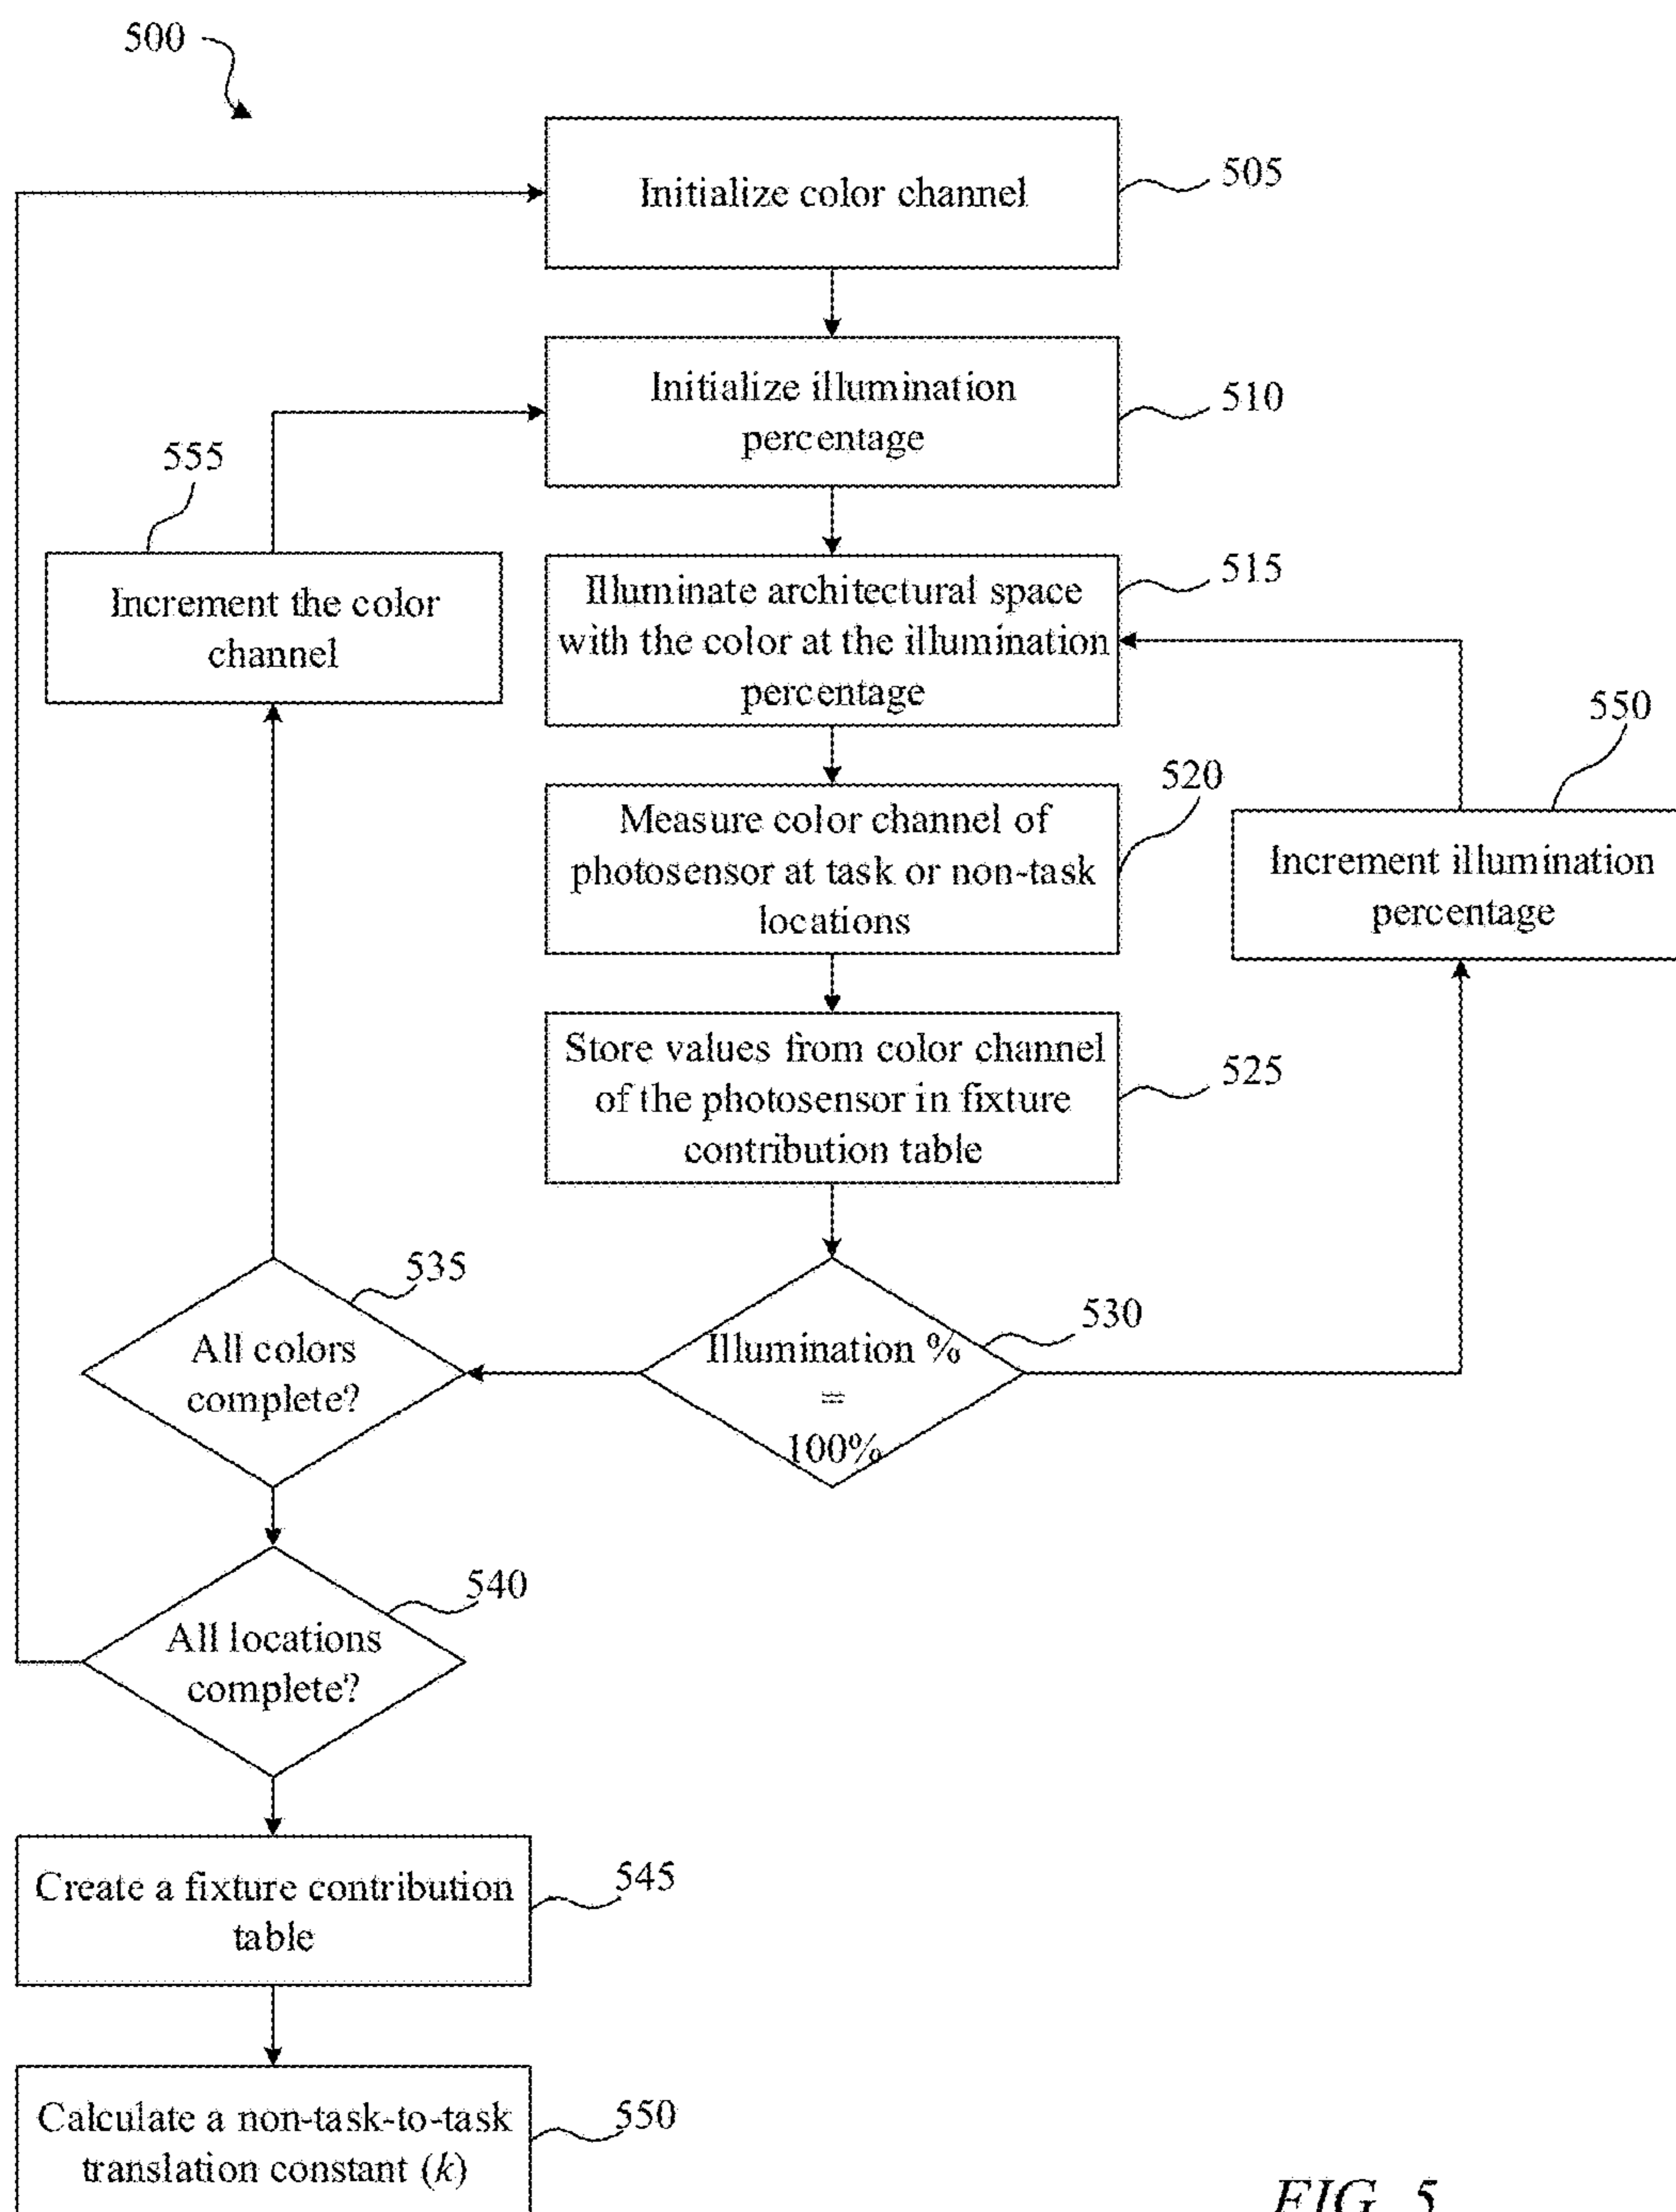 500
Initialize color channel
505
Initialize illumination
percentage
510
555
Increment the color
channel
Illuminate architectural space
with the color at the illumination
percentage
515
550
Measure color channel of
photosensor at task or non-task
locations
520
Increment illumination
percentage
Store values from color channel
of the photosensor in fixture
contribution table
525
535
All colors
complete?
530
Illumination %
=
100%
540
All locations
complete?
Create a fixture contribution
table
545
Calculate a non-task-to-task
translation constant (k)
550
FIG. 5